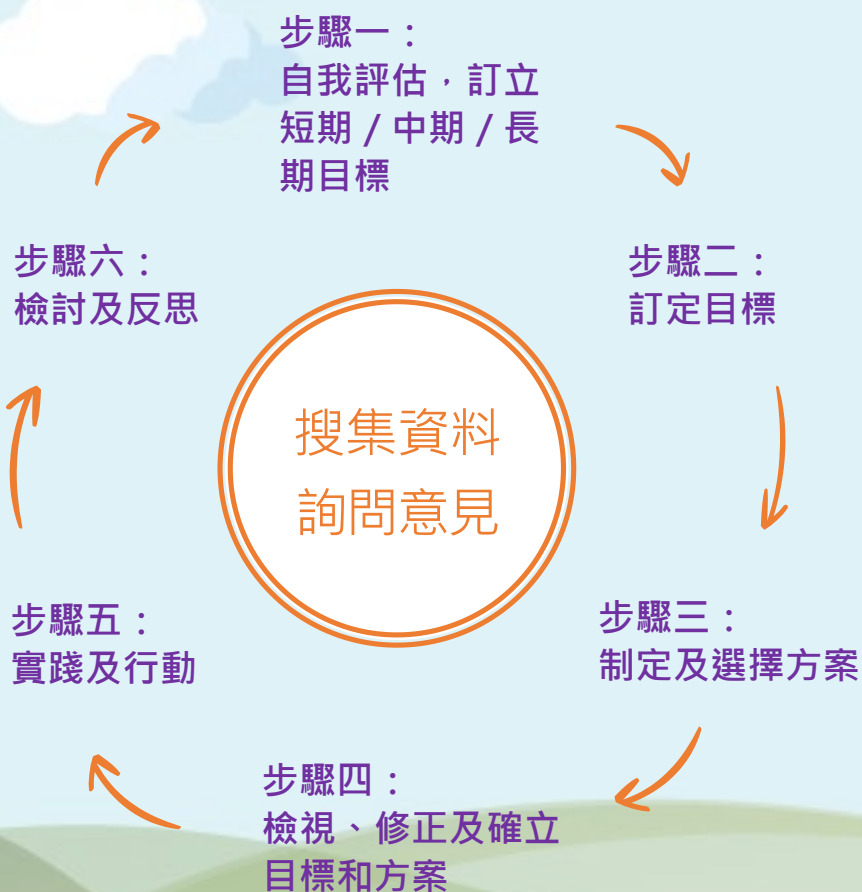 步驟一：
自我評估，訂立
短期 / 中期 / 長
期目標
步驟二：
訂定目標
步驟三：
制定及選擇方案
步驟四：
檢視、修正及確立
目標和方案
步驟五：
實踐及行動
步驟六：
檢討及反思
搜集資料
詢問意見